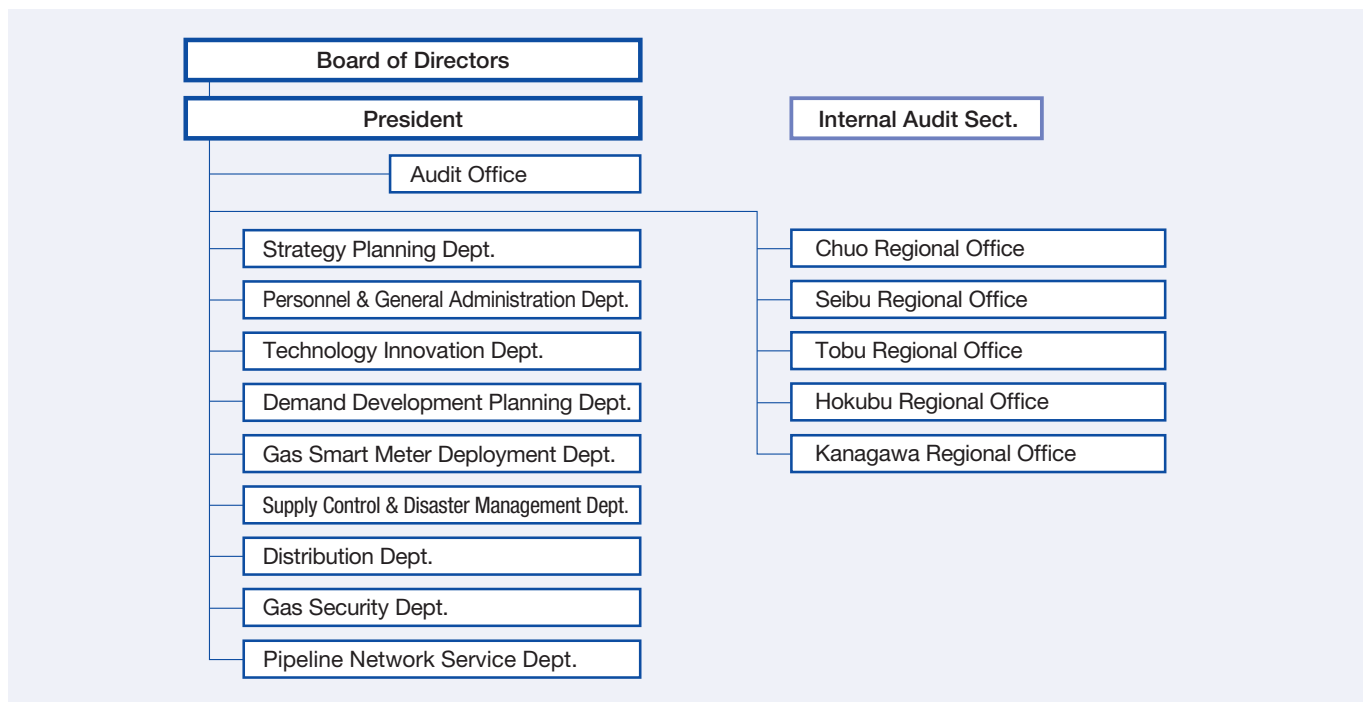 Board of Directors
President
Internal Audit Sect.
Audit Office
Strategy Planning Dept.
Personnel & General Administration Dept.
Technology Innovation Dept.
Demand Development Planning Dept.
Gas Smart Meter Deployment Dept.
Supply Control & Disaster Management Dept.
Distribution Dept.
Gas Security Dept.
Pipeline Network Service Dept.
Chuo Regional Office
Seibu Regional Office
Tobu Regional Office
Hokubu Regional Office
Kanagawa Regional Office